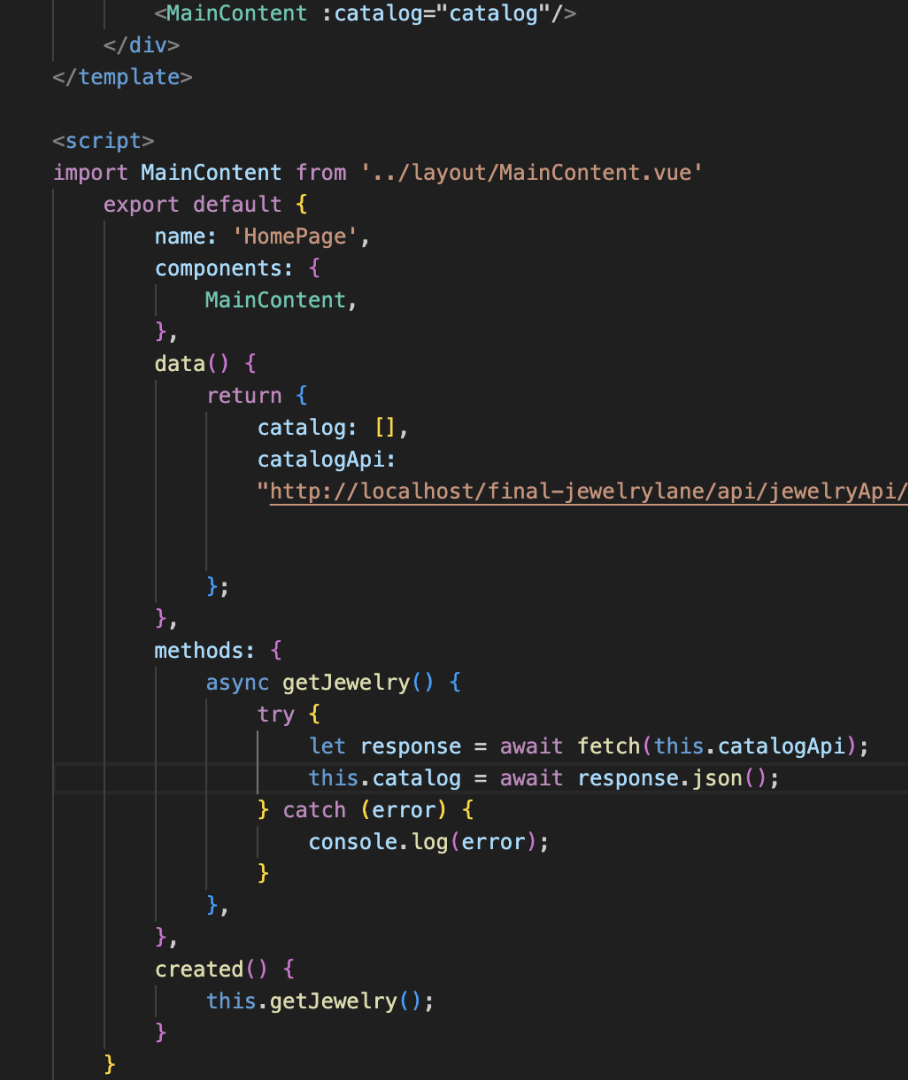 <MainContent :catalog="catalog"/>
</div>
</template>
<script>
import MainContent from '../layout/MainContent.vue'
export default {
name: 'HomePage',
components: {
MainContent,
},
data() {
return {
catalog: [],
catalogApi:
"http://localhost/final-jewelrylane/api/jewelryApi/
};
},
methods: {
async getJewelry() {
try {
let response = await fetch(this.catalogApi);
this.catalog = await response.json();
} catch (error) {
console.log(error);
}
},
},
created() {
this.getJewelry();
}
}